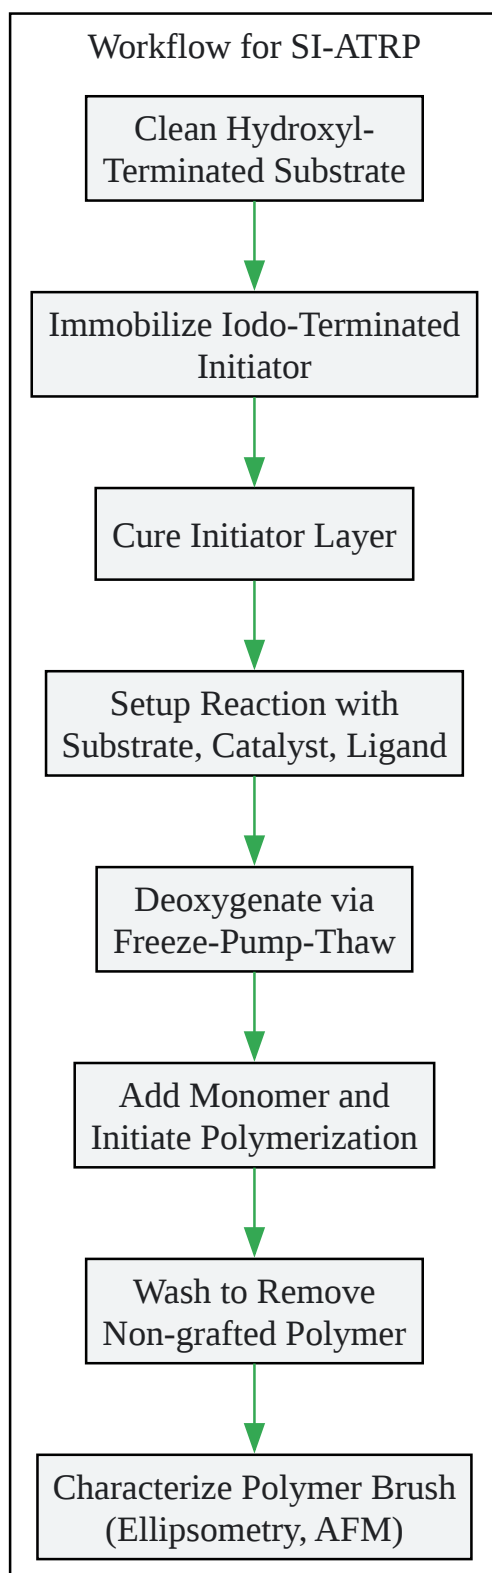 Workflow for SI-ATRP
Clean Hydroxyl-
Terminated Substrate
Immobilize Iodo-Terminated
Initiator
Cure Initiator Layer
Setup Reaction with
Substrate, Catalyst, Ligand
Deoxygenate via
Freeze-Pump-Thaw
Add Monomer and
Initiate Polymerization
Wash to Remove
Non-grafted Polymer
Characterize Polymer Brush
(Ellipsometry, AFM)